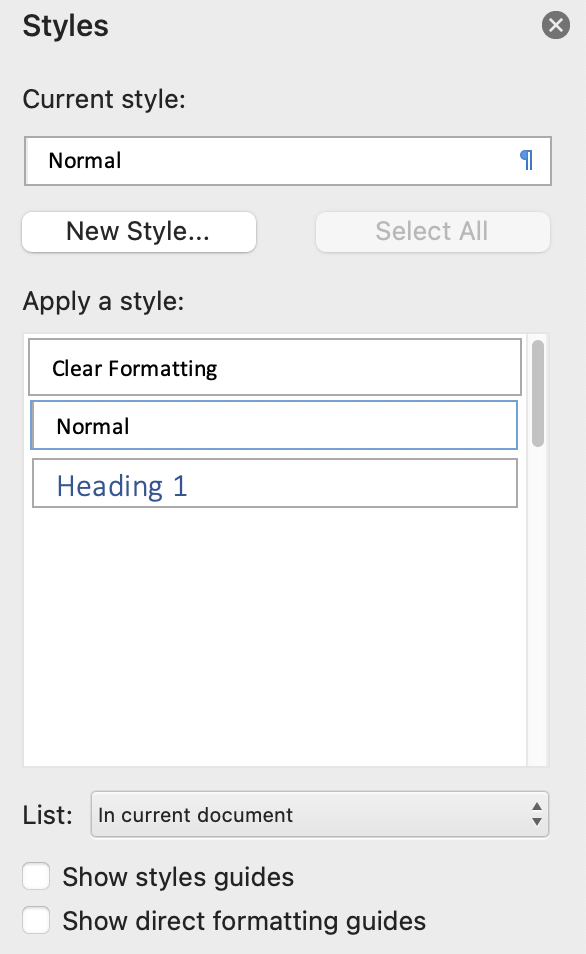 Styles
Current style:
Normal ¶
New Style...
Select All
Apply a style:
Clear Formatting
Normal
Heading 1
List: In current document
Show styles guides
Show direct formatting guides